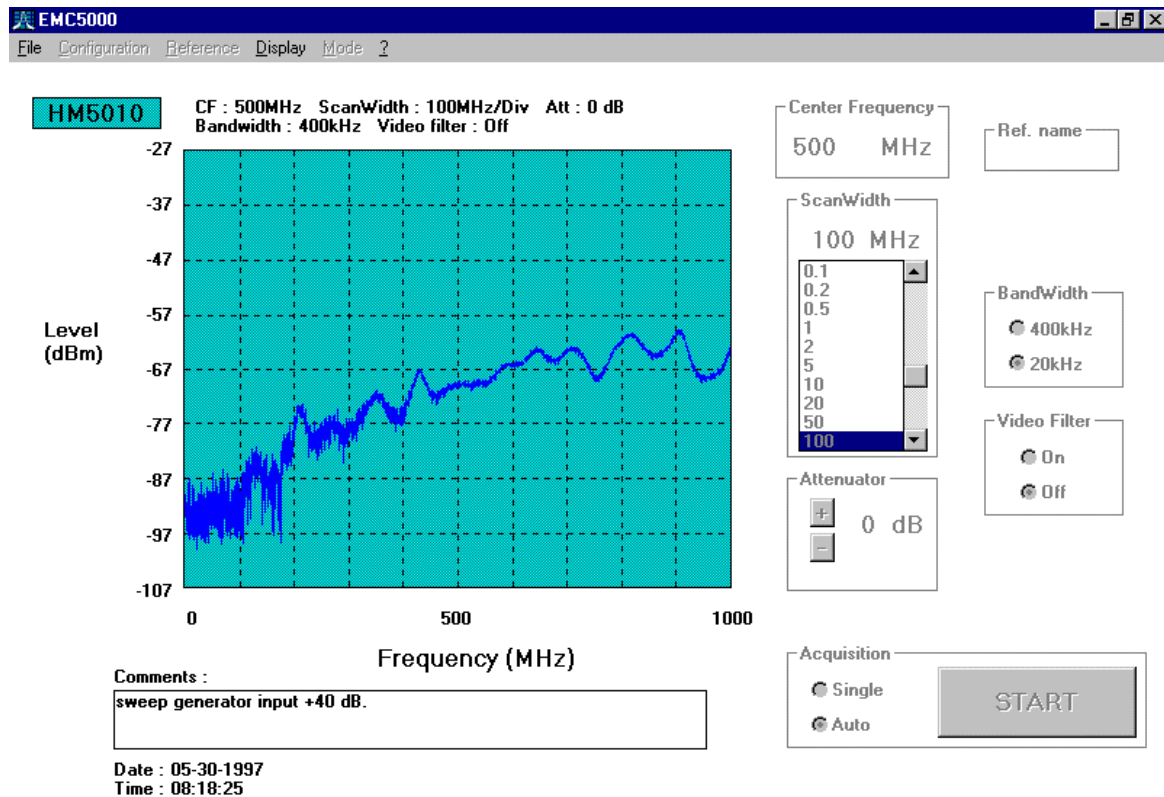 EMC5000
File Configuration Reference Display Mode ?
HM5010
CF : 500MHz ScanWidth : 100MHz/Div Att : 0 dB
Bandwidth : 400kHz Video filter : Off
-27
-37
-47
-57
-67
-77
-87
-97
-107
Level
(dBm)
0 500 1000
Frequency (MHz)
Comments :
sweep generator input +40 dB.
Date : 05-30-1997
Time : 08:18:25
Center Frequency
500 MHz
Ref. name
ScanWidth
100 MHz
0.1
0.2
0.5
1
2
5
10
20
50
100
BandWidth
400kHz
20kHz
Video Filter
On
Off
Attenuator
+
0 dB
-
Acquisition
Single
Auto
START